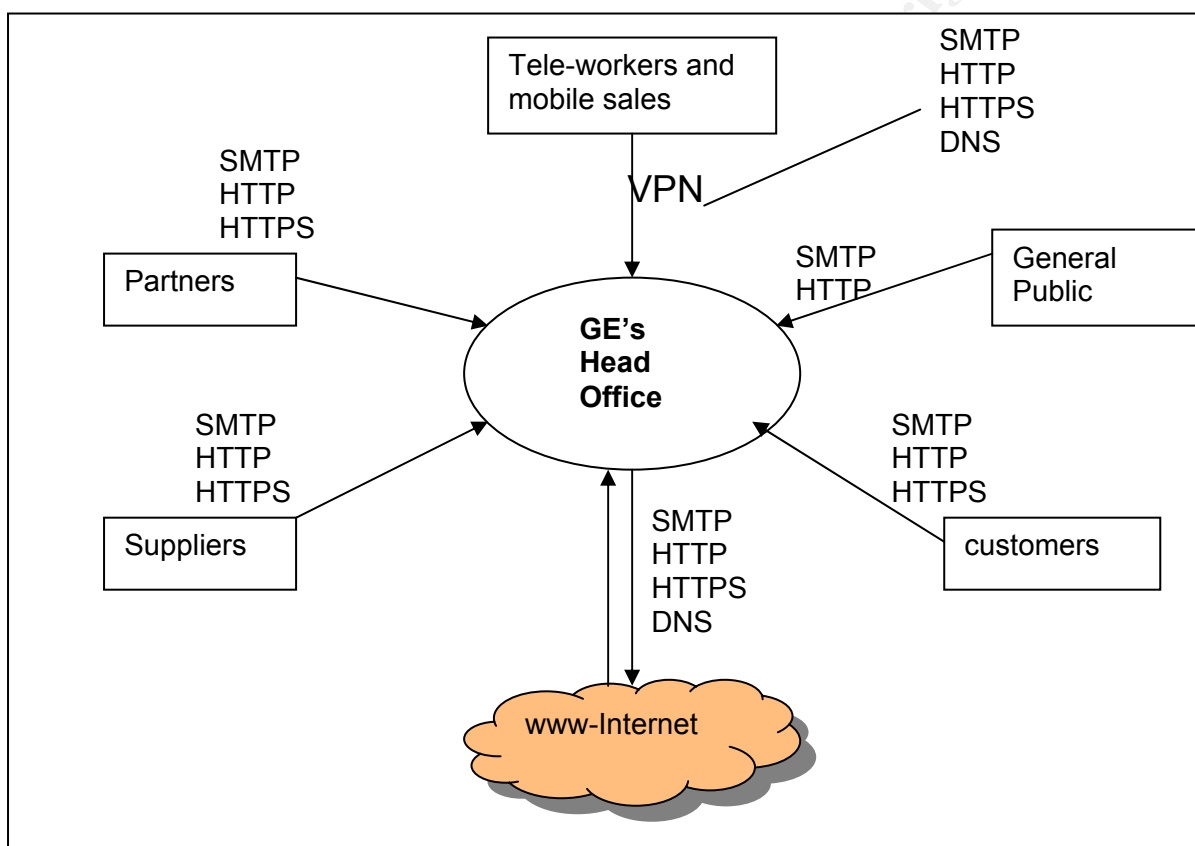 Tele-workers and
mobile sales
SMTP
HTTP
HTTPS
DNS
VPN
SMTP
HTTP
HTTPS
Partners
SMTP
HTTP
General
Public
GE's
Head
Office
SMTP
HTTP
HTTPS
Suppliers
SMTP
HTTP
HTTPS
customers
SMTP
HTTP
HTTPS
DNS
www-Internet